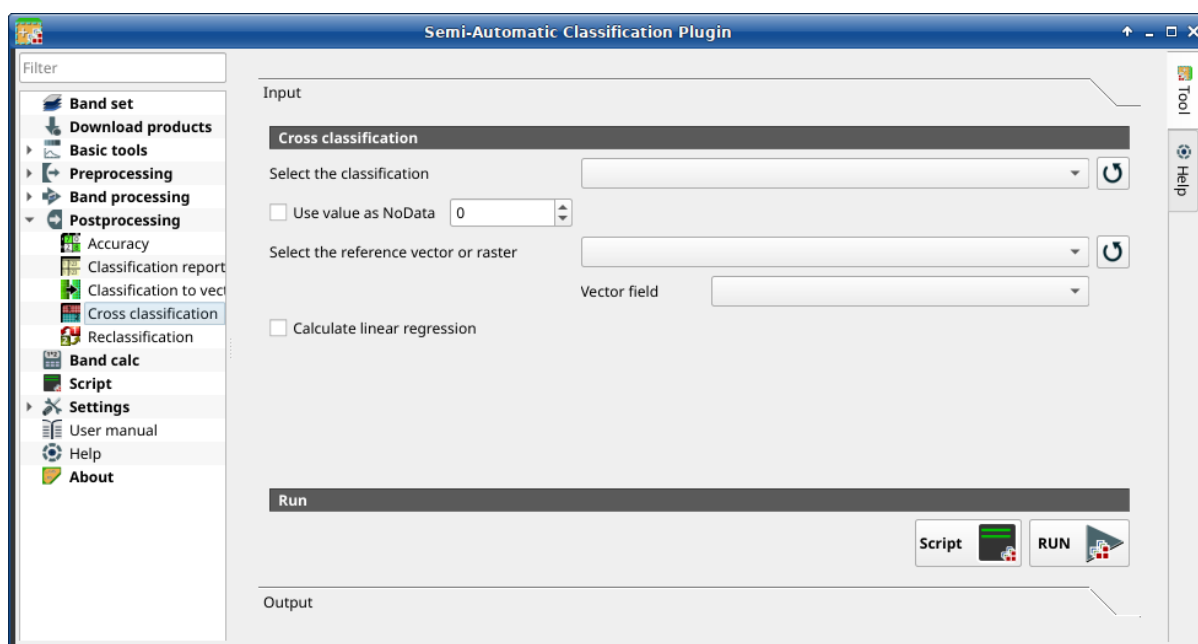 Semi-Automatic Classification Plugin
Filter
Band set
Download products
Basic tools
Preprocessing
Band processing
Postprocessing
Accuracy
Classification report
Classification to vect
Cross classification
Reclassification
Band calc
Script
Settings
User manual
Help
About
Input
Cross classification
Select the classification
Use value as NoData 0
Select the reference vector or raster
Vector field
Calculate linear regression
Run
Script RUN
Output
Tool
Help